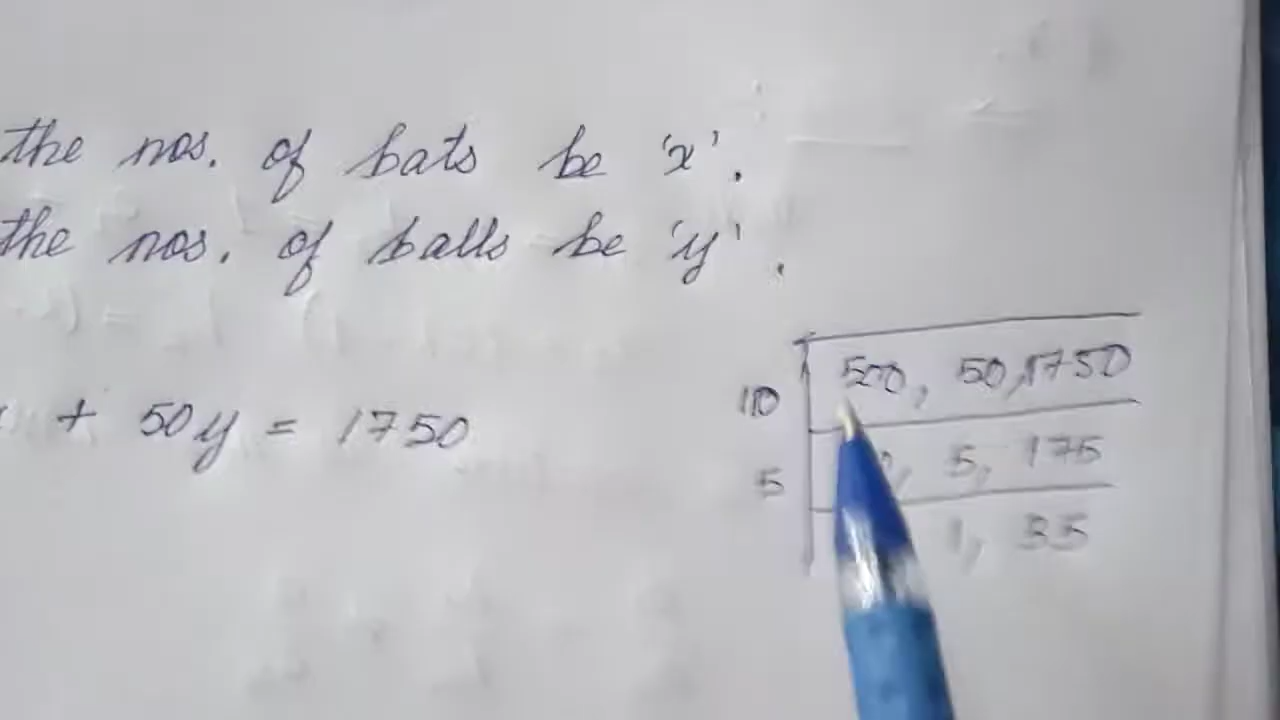 the nos. of bats be 'x'.
the nos. of balls be 'y'.
+ 50y = 1750
10 500, 50, 1750
5 , 5, 175
1, 35